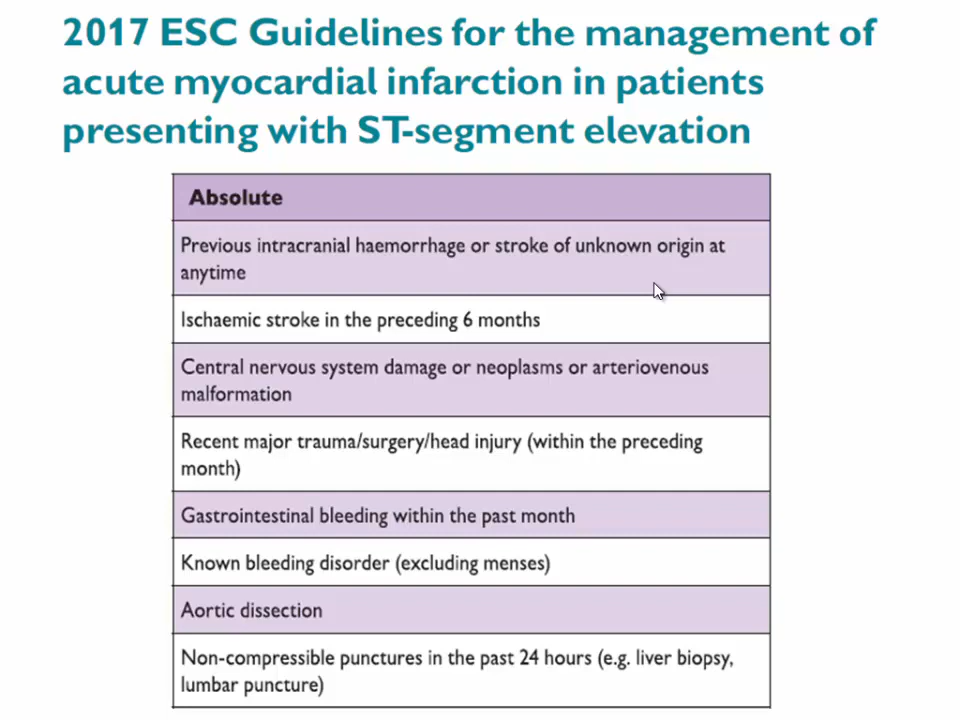 2017 ESC Guidelines for the management of
acute myocardial infarction in patients
presenting with ST-segment elevation
Absolute
Previous intracranial haemorrhage or stroke of unknown origin at
anytime
Ischaemic stroke in the preceding 6 months
Central nervous system damage or neoplasms or arteriovenous
malformation
Recent major trauma/surgery/head injury (within the preceding
month)
Gastrointestinal bleeding within the past month
Known bleeding disorder (excluding menses)
Aortic dissection
Non-compressible punctures in the past 24 hours (e.g. liver biopsy,
lumbar puncture)